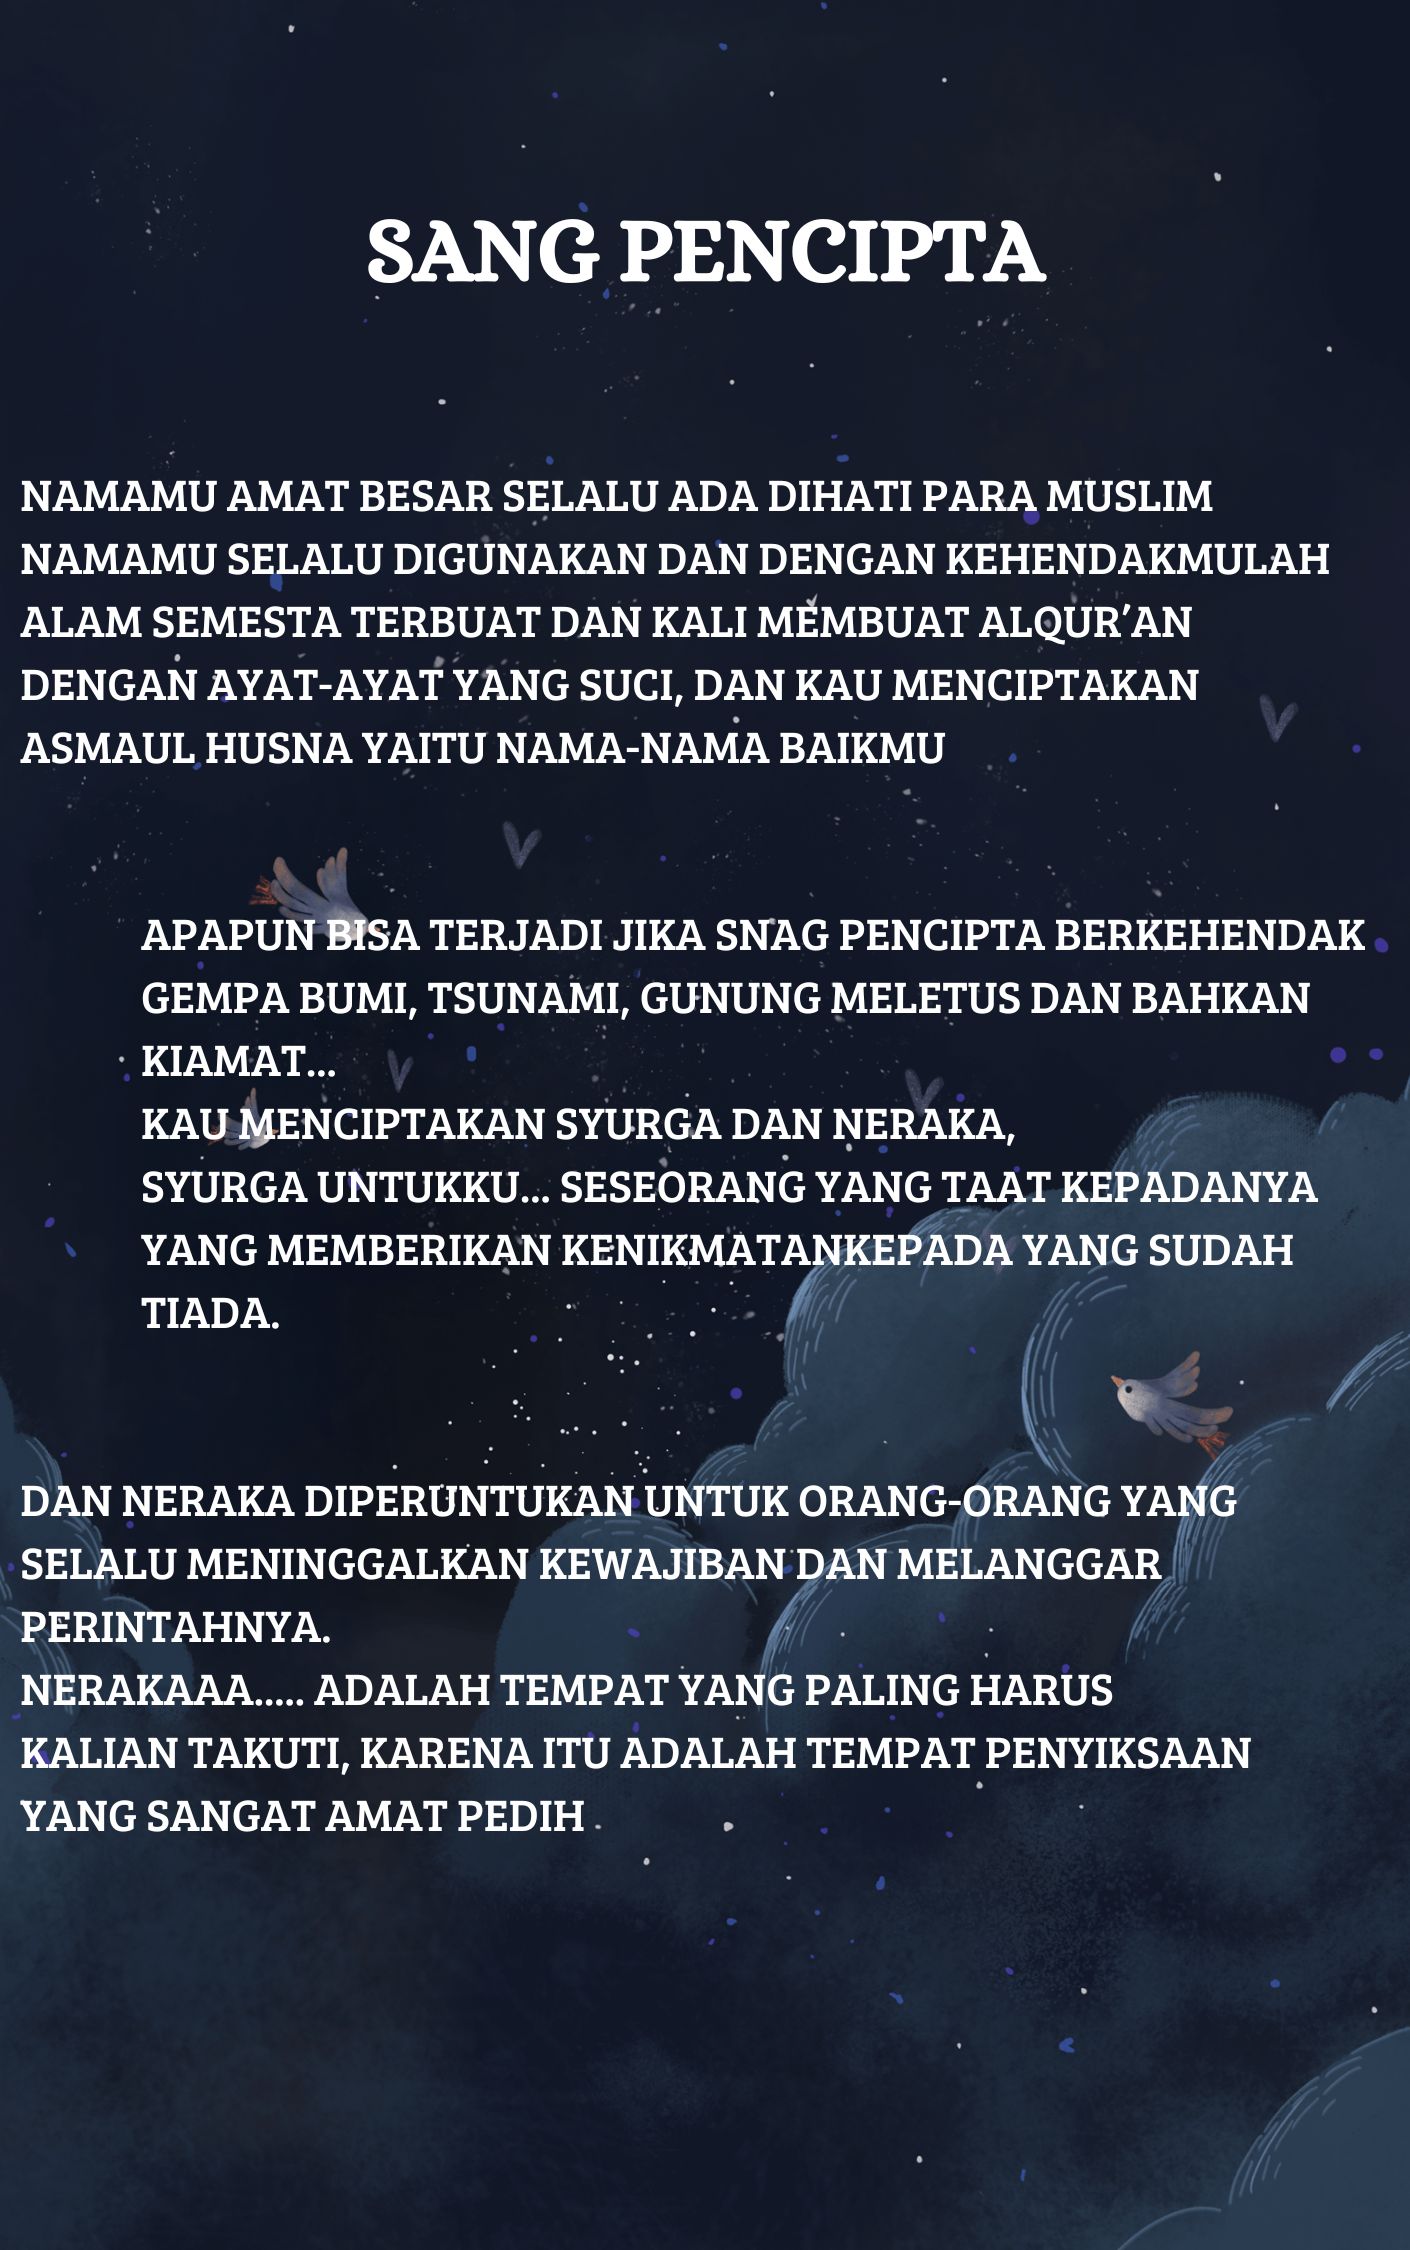 SANG PENCIPTA
NAMAMU AMAT BESAR SELALU ADA DIHATI PARA MUSLIM
NAMAMU SELALU DIGUNAKAN DAN DENGAN KEHENDAKMULAH
ALAM SEMESTA TERBUAT DAN KALI MEMBUAT ALQUR’AN
DENGAN AYAT-AYAT YANG SUCI, DAN KAU MENCIPTAKAN
ASMAUL HUSNA YAITU NAMA-NAMA BAIKMU
APAPUN BISA TERJADI JIKA SNAG PENCIPTA BERKEHENDAK
GEMPA BUMI, TSUNAMI, GUNUNG MELETUS DAN BAHKAN
KIAMAT...
KAU MENCIPTAKAN SYURGA DAN NERAKA,
SYURGA UNTUKKU... SESEORANG YANG TAAT KEPADANYA
YANG MEMBERIKAN KENIKMATANKEPADA YANG SUDAH
TIADA.
DAN NERAKA DIPERUNTUKAN UNTUK ORANG-ORANG YANG
SELALU MENINGGALKAN KEWAJIBAN DAN MELANGGAR
PERINTAHNYA.
NERAKAAA..... ADALAH TEMPAT YANG PALING HARUS
KALIAN TAKUTI, KARENA ITU ADALAH TEMPAT PENYIKSAAN
YANG SANGAT AMAT PEDIH